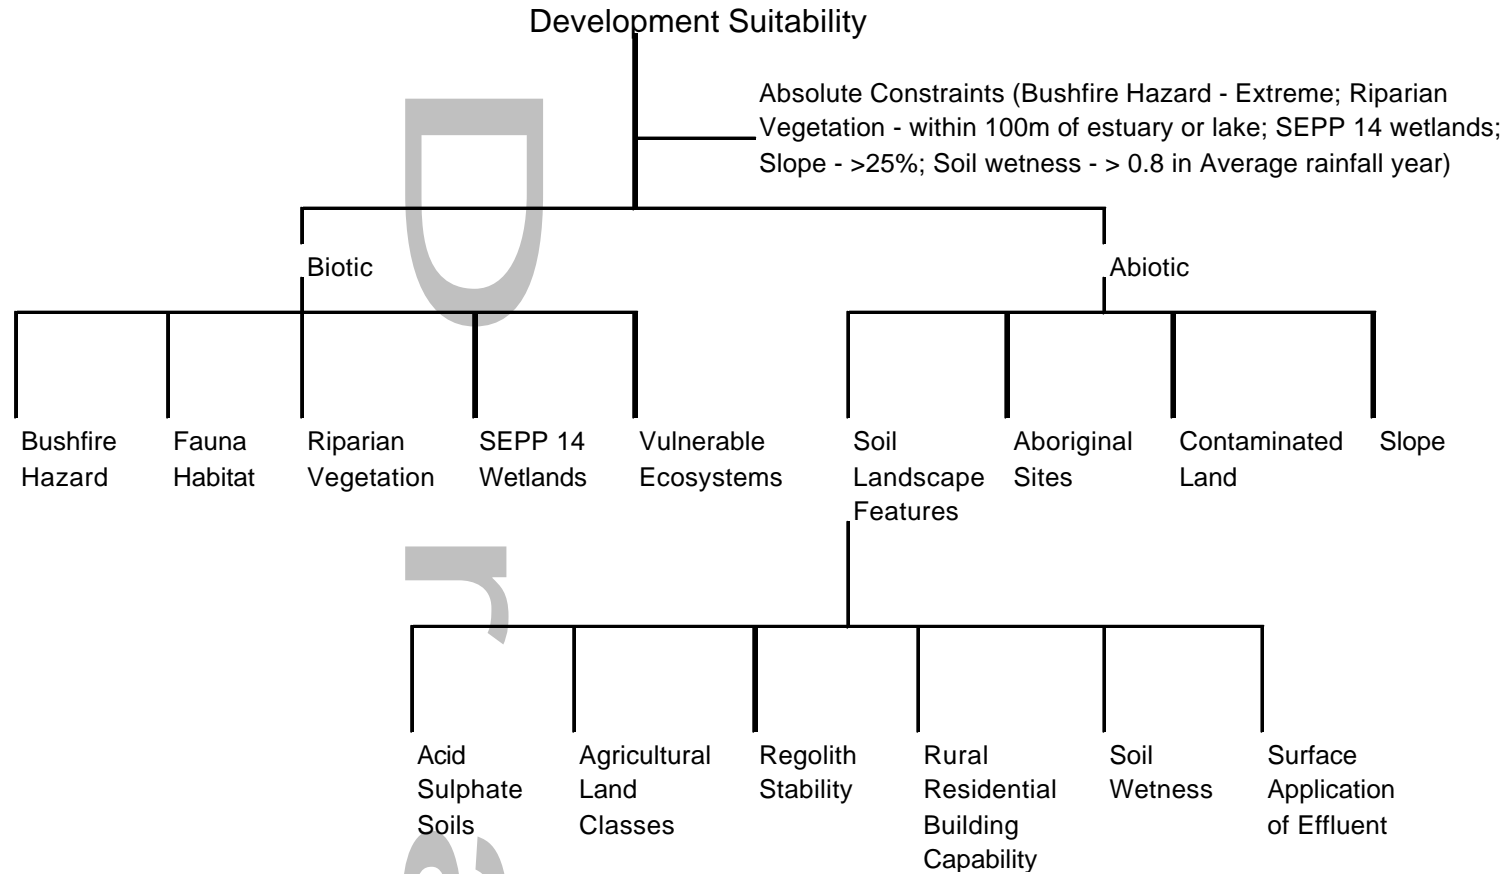 Development Suitability
Absolute Constraints (Bushfire Hazard - Extreme; Riparian
Vegetation - within 100m of estuary or lake; SEPP 14 wetlands;
Slope - >25%; Soil wetness - > 0.8 in Average rainfall year)
Biotic
Abiotic
Bushfire
Hazard
Fauna
Habitat
Riparian
Vegetation
SEPP 14
Wetlands
Vulnerable
Ecosystems
Soil
Landscape
Features
Aboriginal
Sites
Contaminated
Land
Slope
Acid
Sulphate
Soils
Agricultural
Land
Classes
Regolith
Stability
Rural
Residential
Building
Capability
Soil
Wetness
Surface
Application
of Effluent